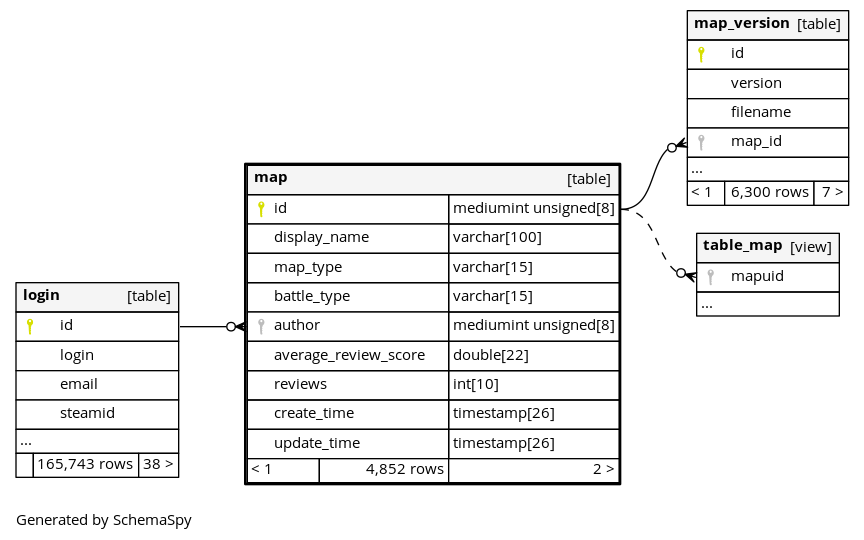 map_version [table]
id
version
filename
map_id
...
< 1 6,300 rows 7 >
map [table]
id mediumint unsigned[8]
display_name varchar[100]
map_type varchar[15]
battle_type varchar[15]
author mediumint unsigned[8]
average_review_score double[22]
reviews int[10]
create_time timestamp[26]
update_time timestamp[26]
< 1 4,852 rows 2 >
table_map [view]
mapuid
...
login [table]
id
login
email
steamid
...
165,743 rows 38 >
Generated by SchemaSpy